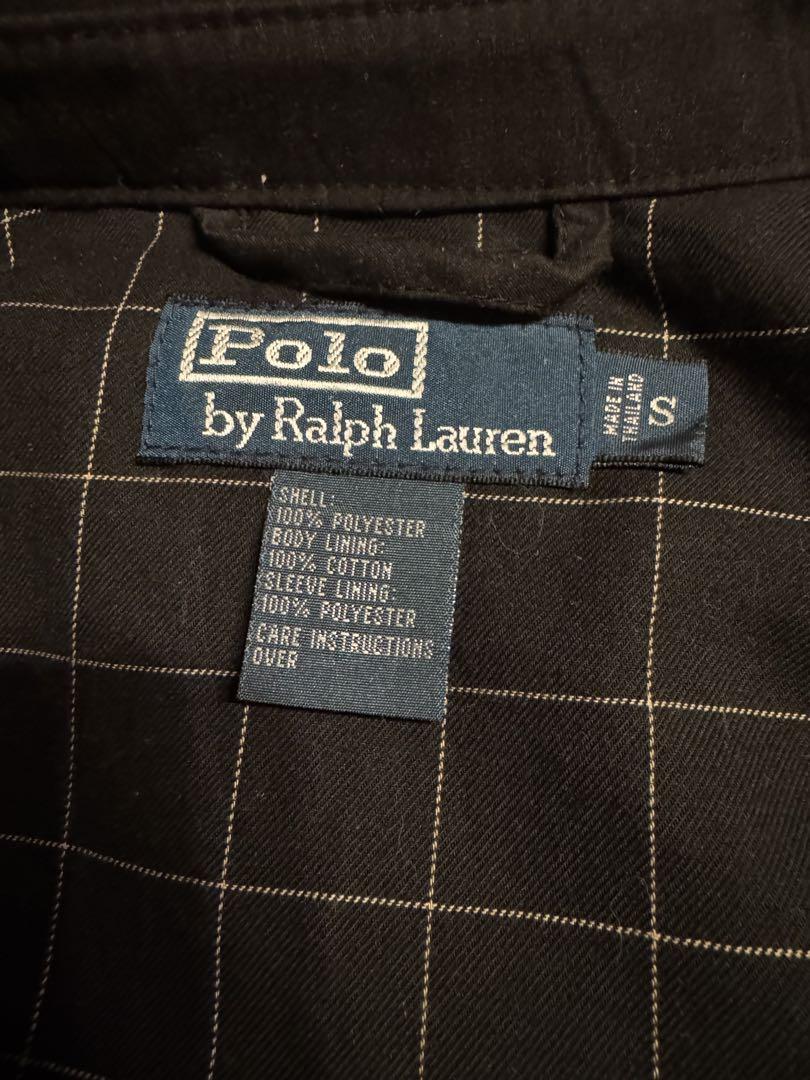 Polo
by Ralph Lauren
MADE IN
THAILAND
S
SHELL:
100% POLYESTER
BODY LINING:
100% COTTON
SLEEVE LINING:
100% POLYESTER
CARE INSTRUCTIONS
OVER